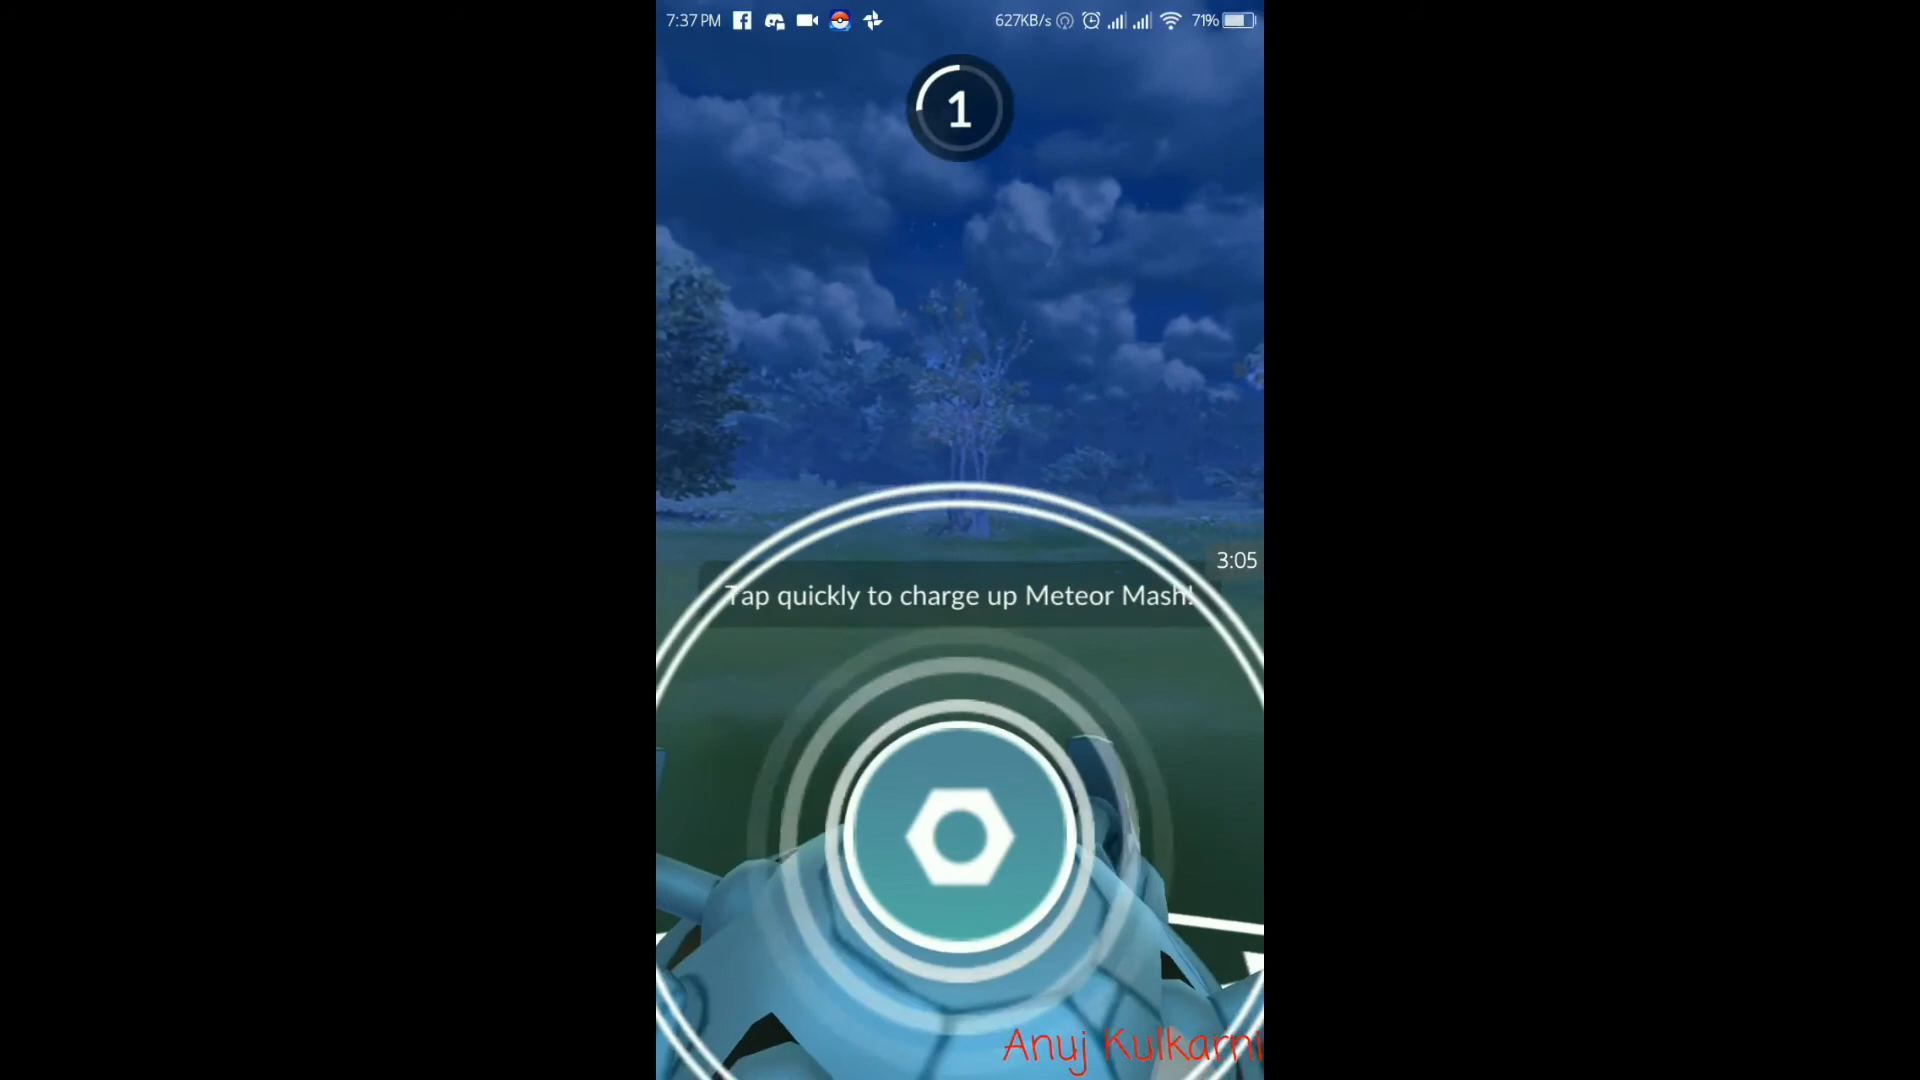 7:37 PM 627KB/s 71%
1
3:05
Tap quickly to charge up Meteor Mash!
Anuj Kulkarni